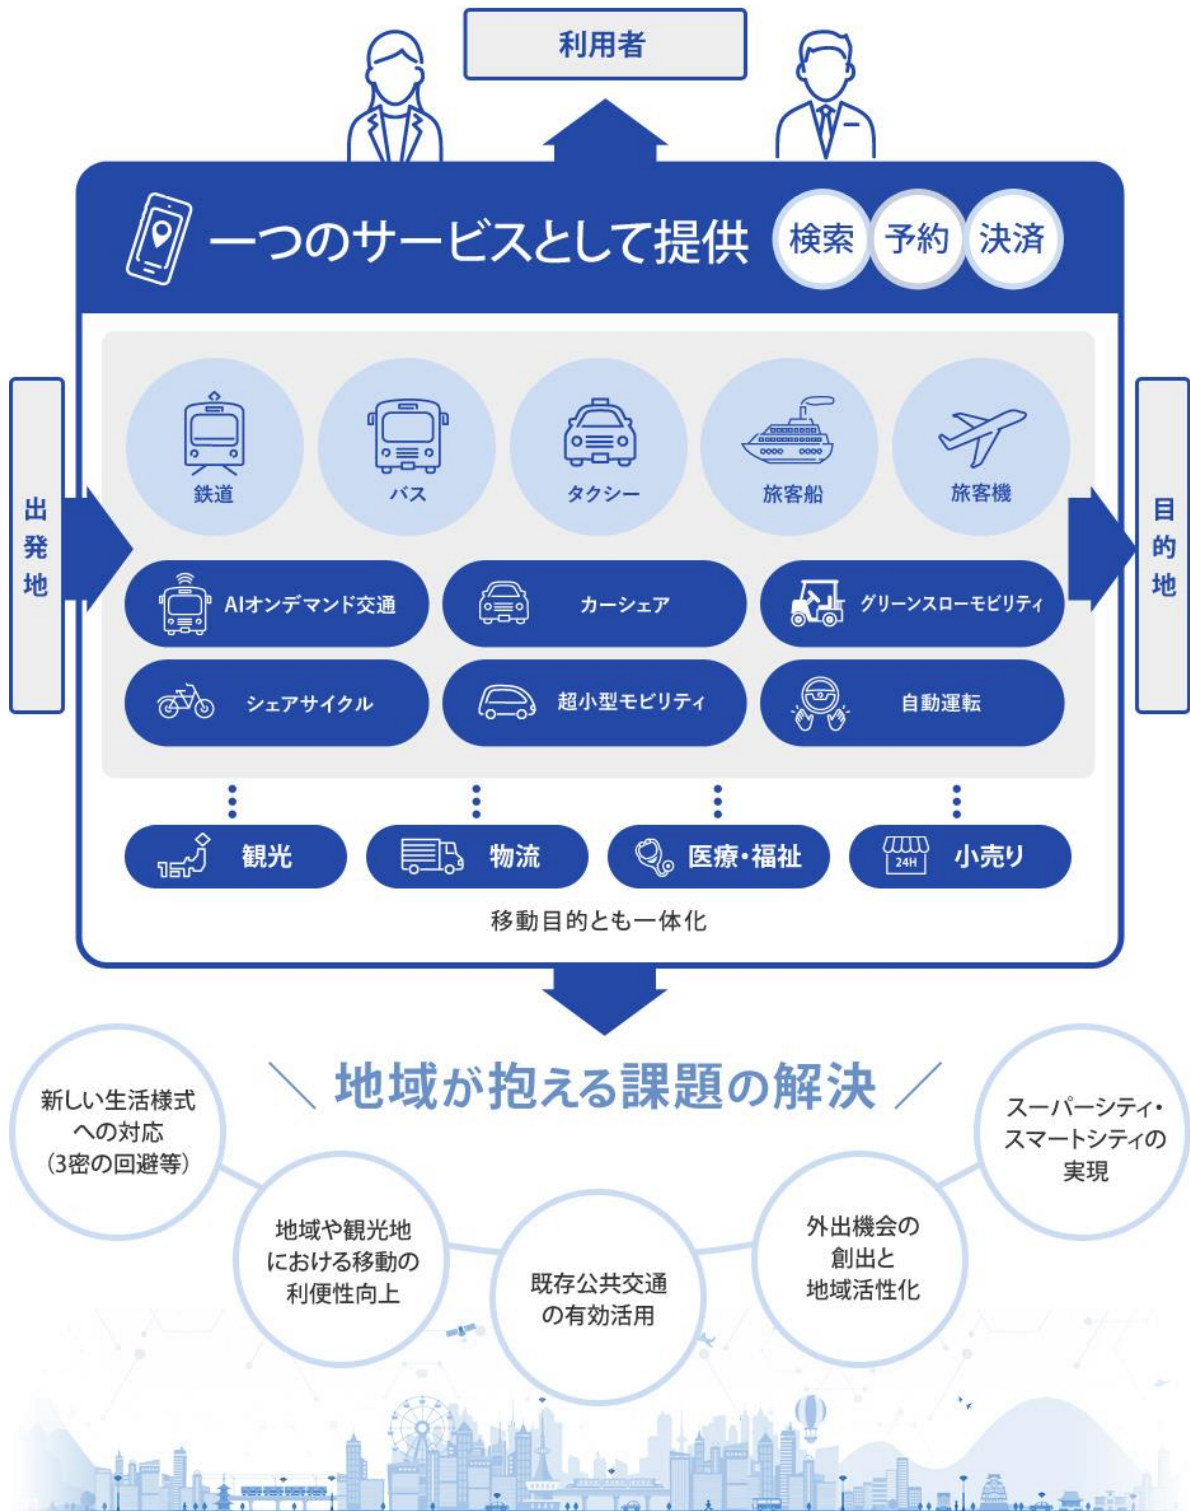 利用者
一つのサービスとして提供
検索
予約
決済
出発地
目的地
鉄道
バス
タクシー
旅客船
旅客機
AIオンデマンド交通
カーシェア
グリーンスローモビリティ
シェアサイクル
超小型モビリティ
自動運転
観光
物流
医療・福祉
24H
小売り
移動目的とも一体化
地域が抱える課題の解決
新しい生活様式
への対応
（3密の回避等）
地域や観光地
における移動の
利便性向上
既存公共交通
の有効活用
外出機会の
創出と
地域活性化
スーパーシティ・
スマートシティの
実現